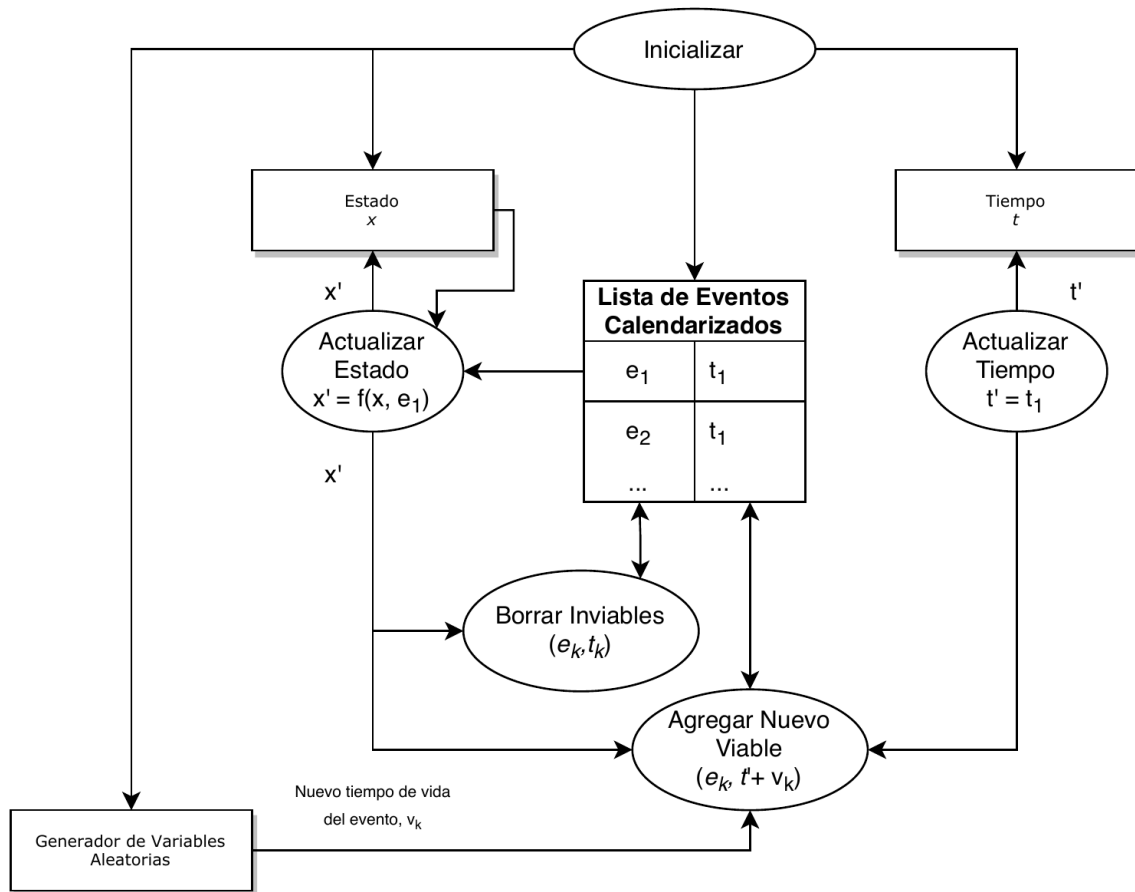 Inicializar
Estado
x
Tiempo
t
x'
t'
Lista de Eventos
Calendarizados
e₁ t₁
e₂ t₁
... ...
Actualizar
Estado
x' = f(x, e₁)
Actualizar
Tiempo
t' = t₁
x'
Borrar Inviables
(eₖ,tₖ)
Agregar Nuevo
Viable
(eₖ, t'+ vₖ)
Nuevo tiempo de vida
del evento, vₖ
Generador de Variables
Aleatorias